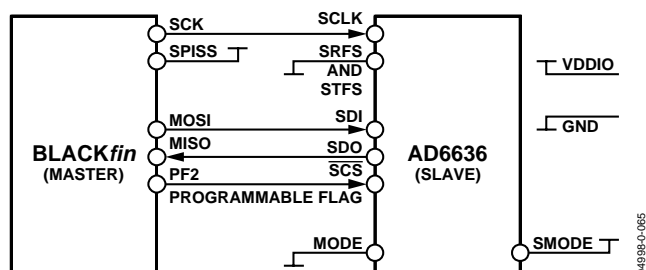 SCK
SCLK
SPISS
SRFS
AND
STFS
VDDIO
GND
MOSI
SDI
MISO
SDO
BLACKfin
(MASTER)
AD6636
(SLAVE)
PF2
SCS
PROGRAMMABLE FLAG
MODE
SMODE
04998-0-065